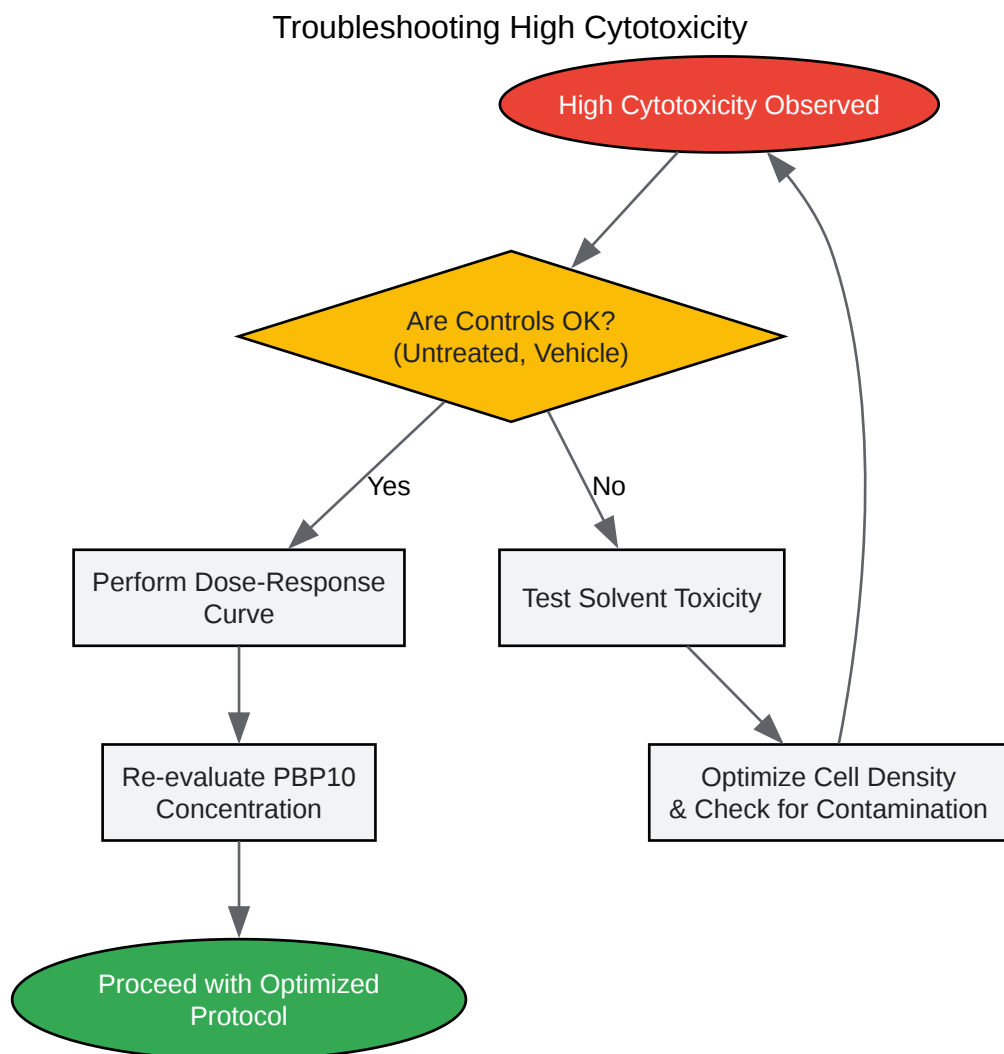 Troubleshooting High Cytotoxicity
High Cytotoxicity Observed
Are Controls OK?
(Untreated, Vehicle)
Yes
No
Perform Dose-Response
Curve
Test Solvent Toxicity
Re-evaluate PBP10
Concentration
Optimize Cell Density
& Check for Contamination
Proceed with Optimized
Protocol